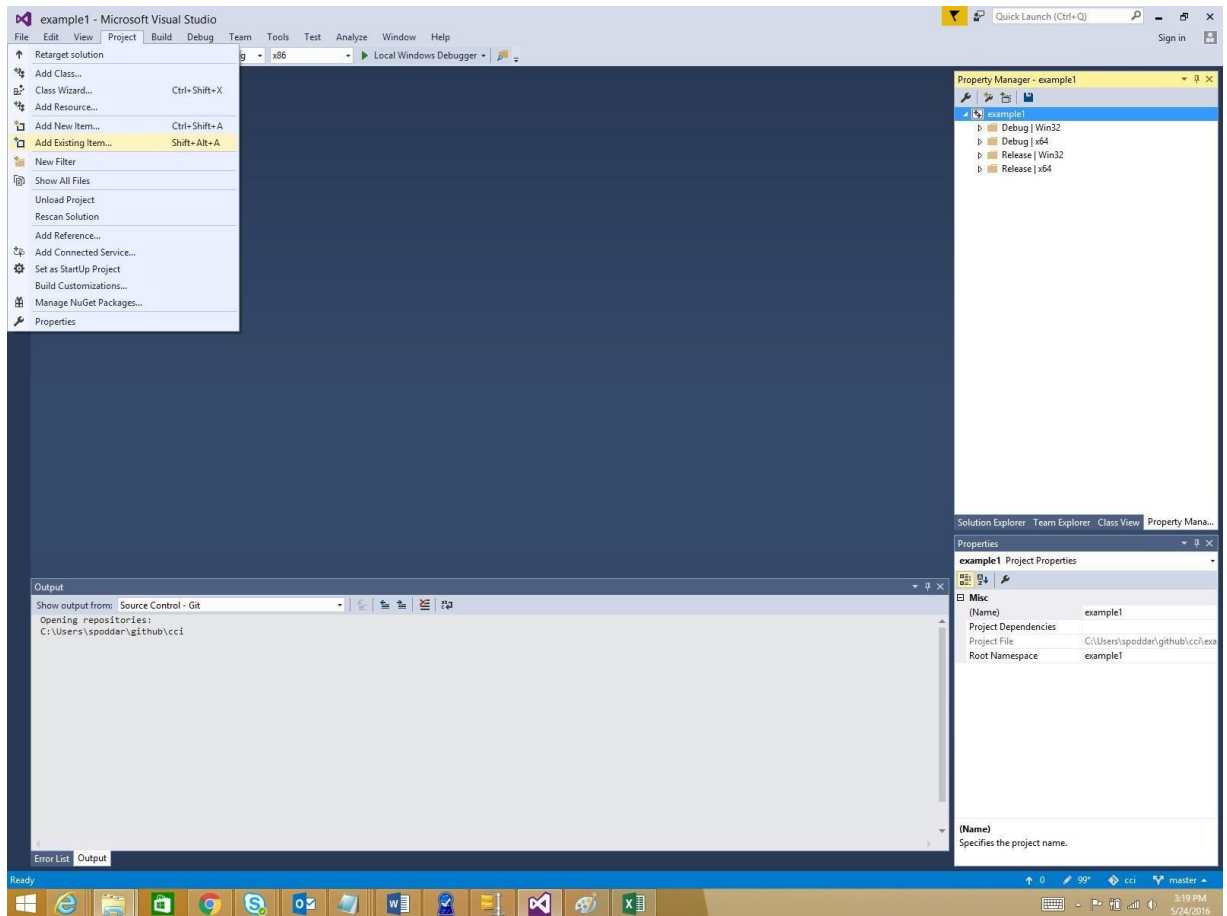 example1 - Microsoft Visual Studio
Quick Launch (Ctrl+Q)
File Edit View Project Build Debug Team Tools Test Analyze Window Help
Sign in
g x86 Local Windows Debugger
Retarget solution
Add Class...
Class Wizard... Ctrl+Shift+X
Add Resource...
Add New Item... Ctrl+Shift+A
Add Existing Item... Shift+Alt+A
New Filter
Show All Files
Unload Project
Rescan Solution
Add Reference...
Add Connected Service...
Set as StartUp Project
Build Customizations...
Manage NuGet Packages...
Properties
Property Manager - example1
example1
Debug | Win32
Debug | x64
Release | Win32
Release | x64
Solution Explorer Team Explorer Class View Property Mana...
Properties
example1 Project Properties
Misc
(Name) example1
Project Dependencies
Project File C:\Users\spoddar\github\cci\exa
Root Namespace example1
(Name)
Specifies the project name.
Output
Show output from: Source Control - Git
Opening repositories:
C:\Users\spoddar\github\cci
Error List Output
Ready
0 99* cci master
3:19 PM
5/24/2016